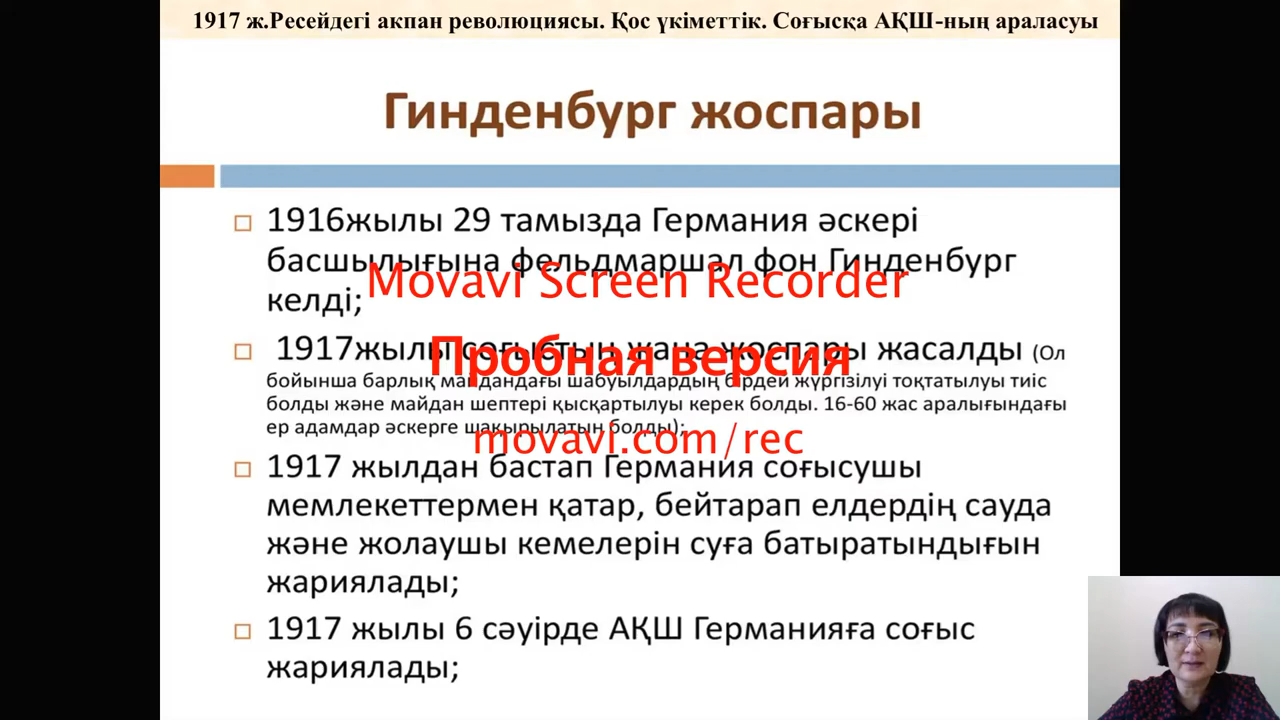 1917 ж.Ресейдегі ақпан революциясы. Қос үкіметтік. Соғысқа АҚШ-ның араласуы
Гинденбург жоспары
1916жылы 29 тамызда Германия әскері
басшылығына фельдмаршал фон Гинденбург
Movavi Screen Recorder
келді;
1917жылы соғыстың жаңа жоспары жасалды (Ол
Пробная версия
бойынша барлық майдандағы шабуылдардың бірдей жүргізілуі тоқтатылуы тиіс
болды және майдан шептері қысқартылуы керек болды. 16-60 жас аралығындағы
ер адамдар әскерге шақырылатын болды);
movavi.com/rec
1917 жылдан бастап Германия соғысушы
мемлекеттермен қатар, бейтарап елдердің сауда
және жолаушы кемелерін суға батыратындығын
жариялады;
1917 жылы 6 сәуірде АҚШ Германияға соғыс
жариялады;